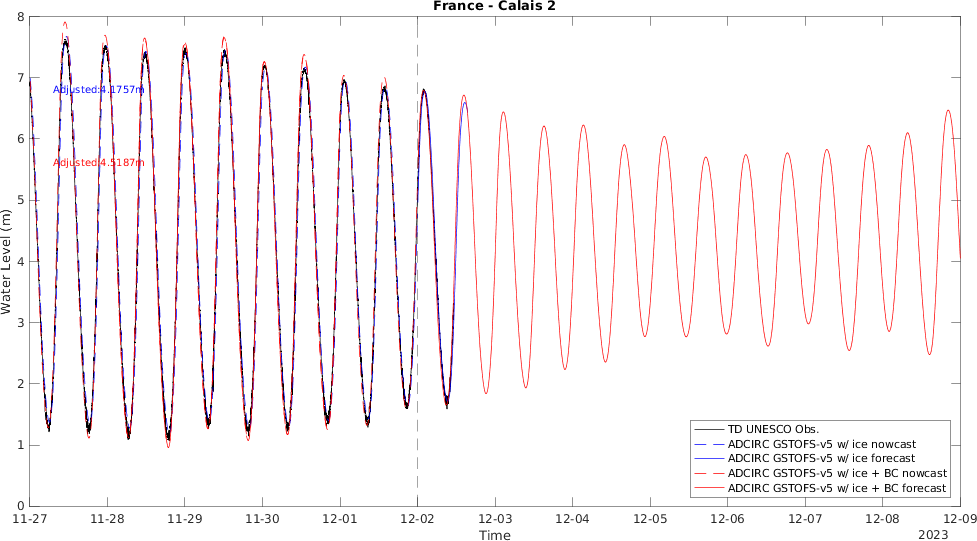 France - Calais 2
8
7
6
5
4
3
2
1
0
Water Level (m)
Adjusted:4.1757m
Adjusted:4.5187m
TD UNESCO Obs.
ADCIRC GSTOFS-v5 w/ ice nowcast
ADCIRC GSTOFS-v5 w/ ice forecast
ADCIRC GSTOFS-v5 w/ ice + BC nowcast
ADCIRC GSTOFS-v5 w/ ice + BC forecast
11-27 11-28 11-29 11-30 12-01 12-02 12-03 12-04 12-05 12-06 12-07 12-08 12-09
Time
2023